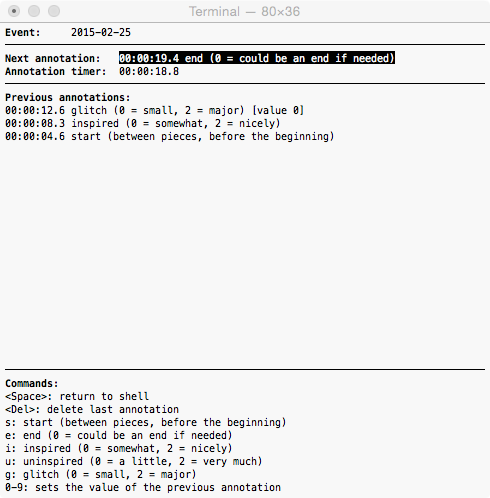 Terminal — 80×36
Event: 2015-02-25
Next annotation: 00:00:19.4 end (0 = could be an end if needed)
Annotation timer: 00:00:18.8
Previous annotations:
00:00:12.6 glitch (0 = small, 2 = major) [value 0]
00:00:08.3 inspired (0 = somewhat, 2 = nicely)
00:00:04.6 start (between pieces, before the beginning)
Commands:
<Space>: return to shell
<Del>: delete last annotation
s: start (between pieces, before the beginning)
e: end (0 = could be an end if needed)
i: inspired (0 = somewhat, 2 = nicely)
u: uninspired (0 = a little, 2 = very much)
g: glitch (0 = small, 2 = major)
0-9: sets the value of the previous annotation